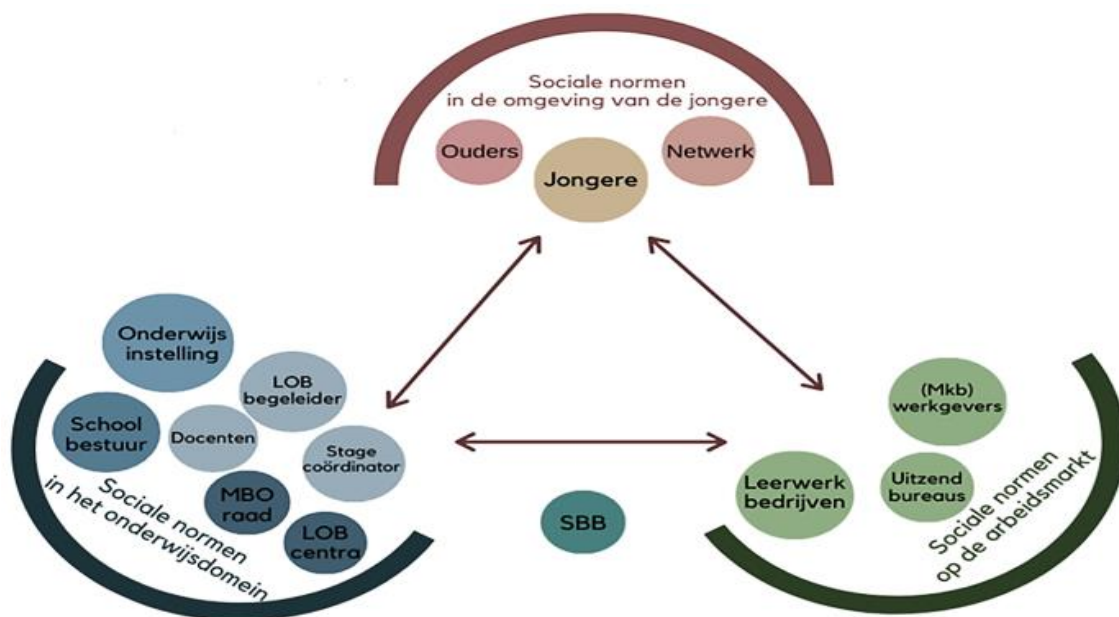 Sociale normen
in de omgeving van de jongere
Ouders
Jongere
Netwerk
Onderwijs
instelling
LOB
begeleider
School
bestuur
Docenten
Stage
coördinator
MBO
raad
LOB
centra
Sociale normen
in het onderwijsdomein
SBB
(Mkb)
werkgevers
Leerwerk
bedrijven
Uitzend
bureaus
Sociale normen
op de arbeidsmarkt